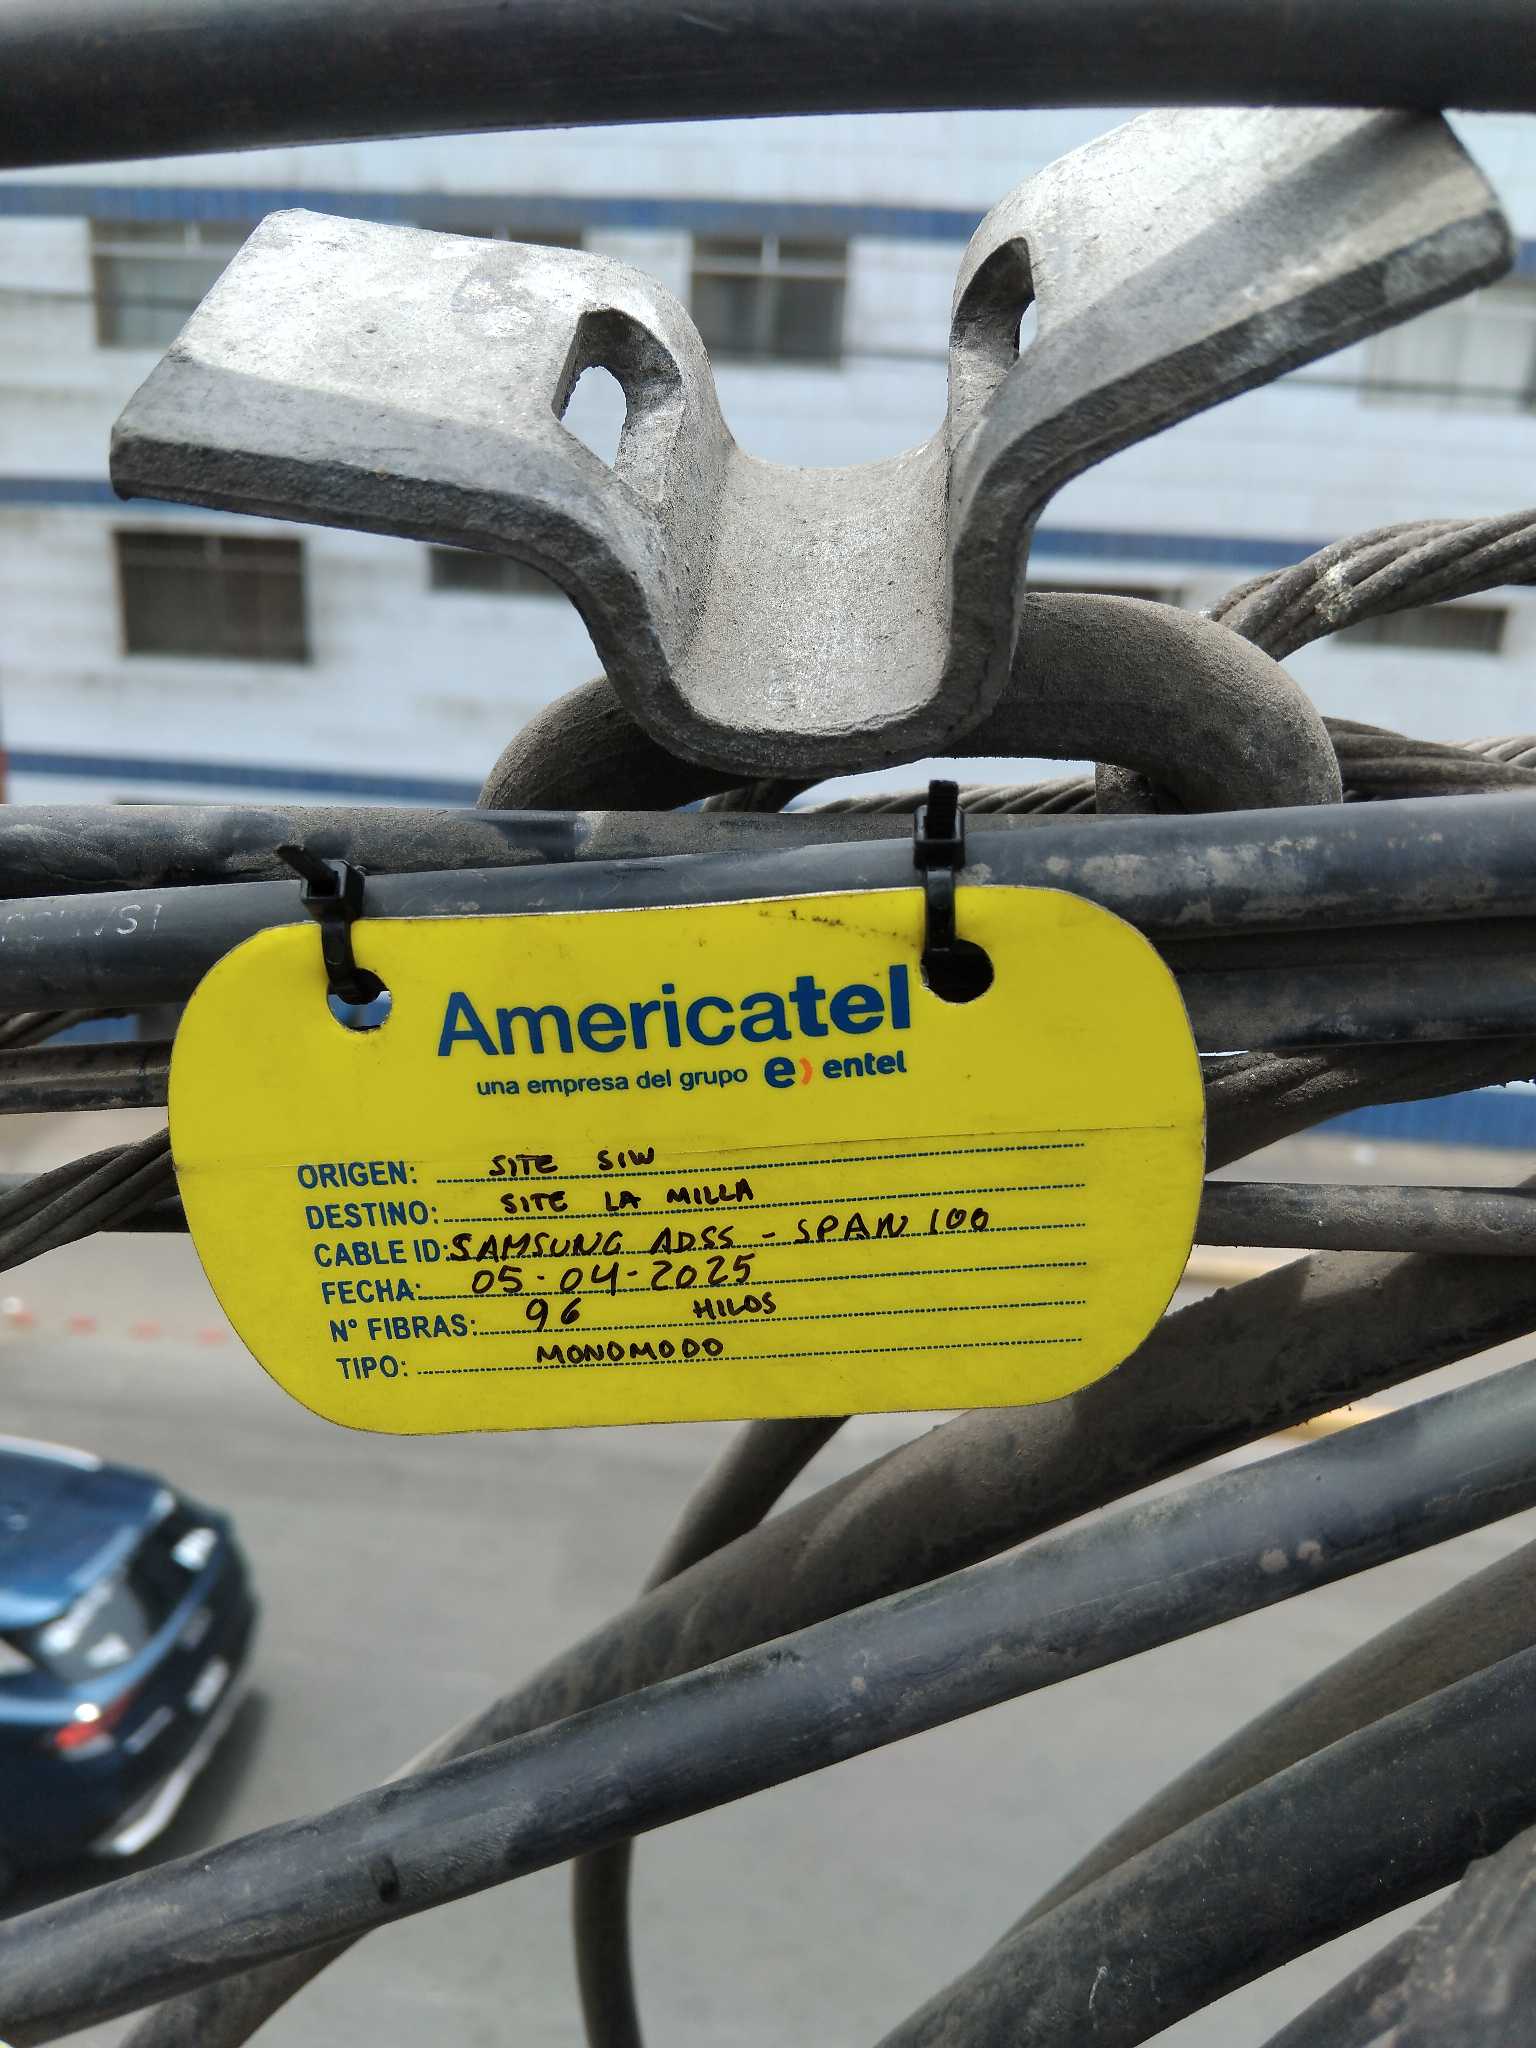 Americatel
una empresa del grupo e) entel
ORIGEN: SITE SIW
DESTINO: SITE LA MILLA
CABLE ID: SAMSUNG ADSS - SPAN 100
FECHA: 05-04-2025
N° FIBRAS: 96 HILOS
TIPO: MONOMODO